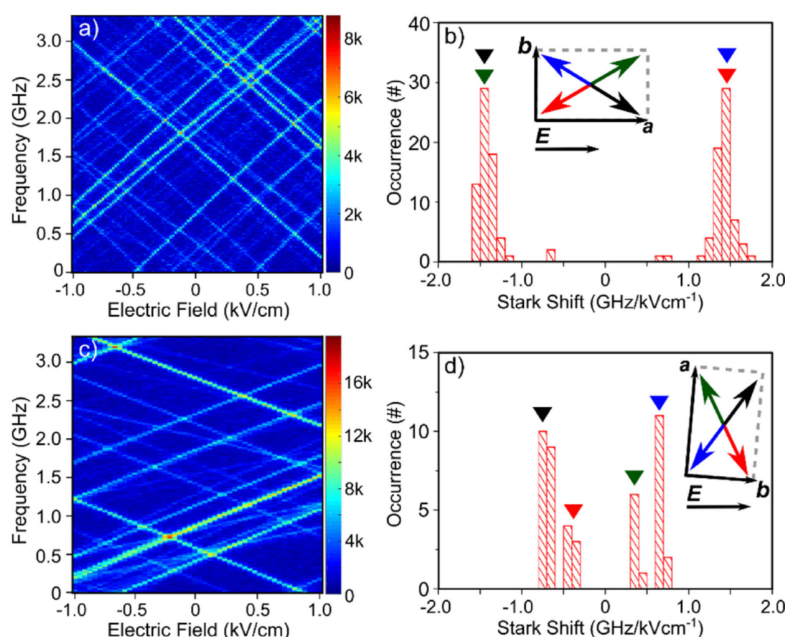 a)
Frequency (GHz)
3.0
2.5
2.0
1.5
1.0
0.5
0
-1.0 -0.5 0 0.5 1.0
Electric Field (kV/cm)
8k
6k
4k
2k
0
b)
Occurrence (#)
40
30
20
10
0
-2.0 -1.0 0 1.0 2.0
Stark Shift (GHz/kVcm⁻¹)
b
a
E
c)
Frequency (GHz)
3.0
2.5
2.0
1.5
1.0
0.5
0
-1.0 -0.5 0 0.5 1.0
Electric Field (kV/cm)
16k
12k
8k
4k
0
d)
Occurrence (#)
15
10
5
0
-2.0 -1.0 0 1.0 2.0
Stark Shift (GHz/kVcm⁻¹)
a
b
E